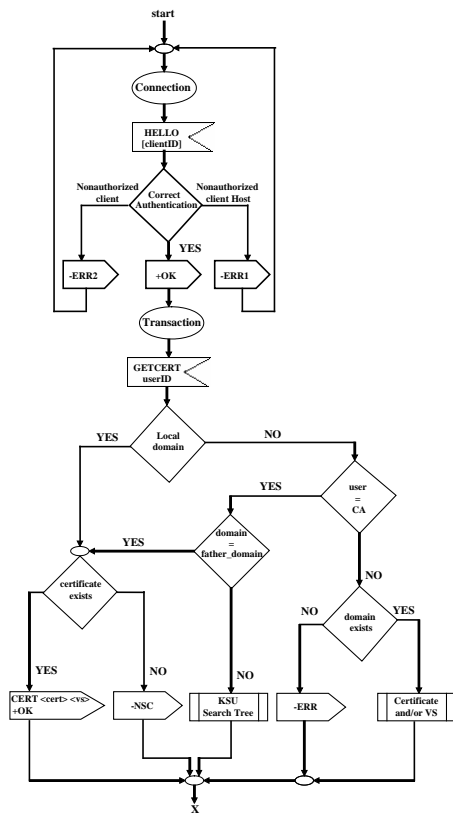 start
Connection
HELLO
[clientID]
Nonauthorized
client
Correct
Authentication
Nonauthorized
client Host
YES
-ERR2
+OK
-ERR1
Transaction
GETCERT
userID
YES
Local
domain
NO
user
=
CA
YES
YES
domain
=
father_domain
certificate
exists
NO
NO
domain
exists
YES
YES
NO
NO
CERT <cert> <vs>
+OK
-NSC
KSU
Search Tree
-ERR
Certificate
and/or VS
X